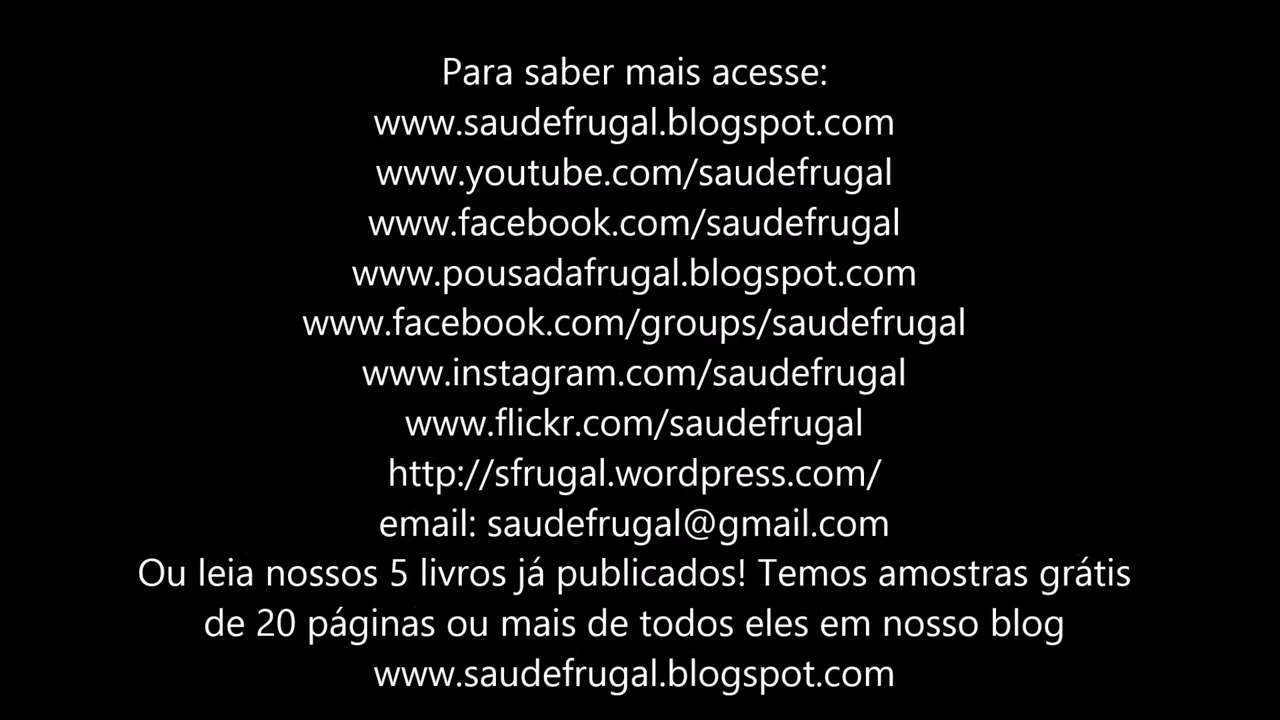 Para saber mais acesse:
www.saudefrugal.blogspot.com
www.youtube.com/saudefrugal
www.facebook.com/saudefrugal
www.pousadafrugal.blogspot.com
www.facebook.com/groups/saudefrugal
www.instagram.com/saudefrugal
www.flickr.com/saudefrugal
http://sfrugal.wordpress.com/
email: saudefrugal@gmail.com
Ou leia nossos 5 livros já publicados! Temos amostras grátis
de 20 páginas ou mais de todos eles em nosso blog
www.saudefrugal.blogspot.com